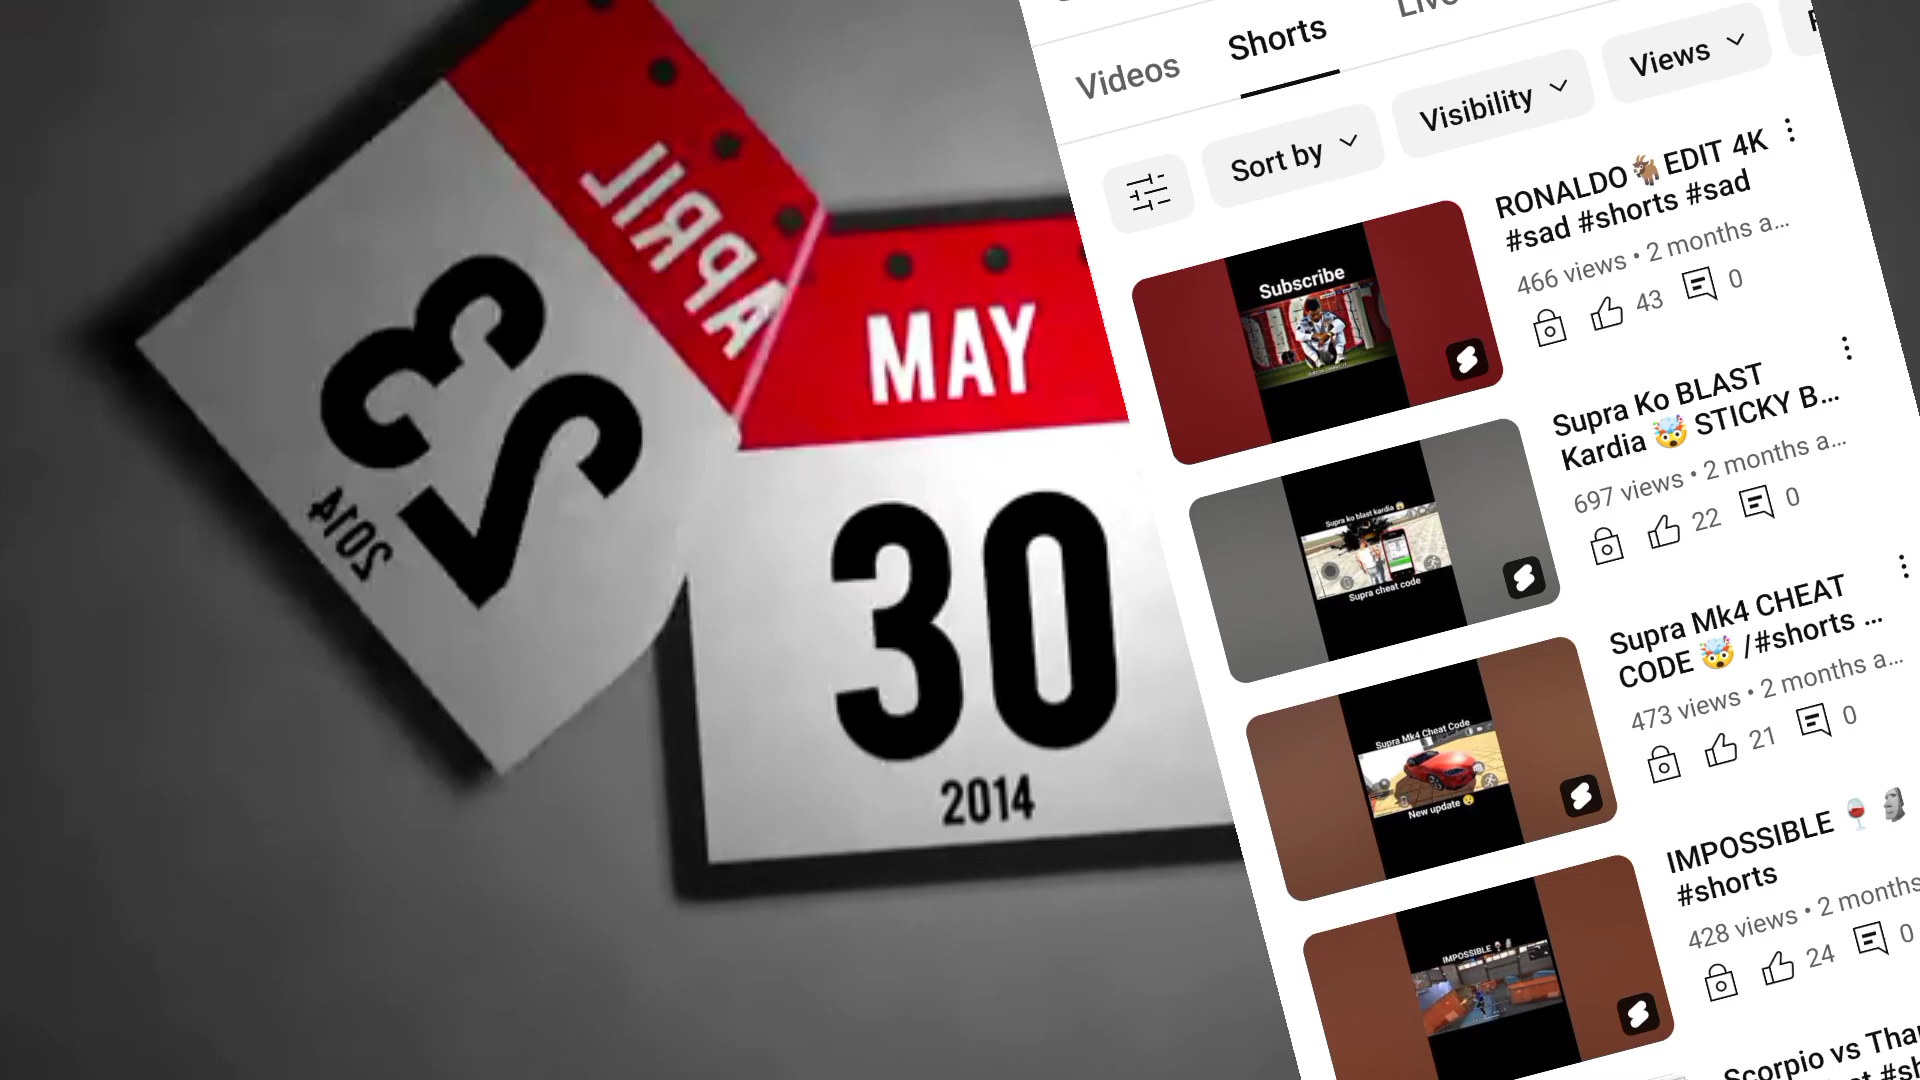 APRIL
23
2014
MAY
30
2014
Videos
Shorts
Live
Sort by
Visibility
Views
RONALDO🐐EDIT 4K
#sad #shorts #sad
466 views • 2 months a...
43
0
Subscribe
Supra Ko BLAST
Kardia 🤯 STICKY B...
697 views • 2 months a...
22
0
Supra ko blast kardia 😱
Supra cheat code
Supra Mk4 CHEAT
CODE 🤯 /#shorts ...
473 views • 2 months a...
21
0
Supra Mk4 Cheat Code
New update 😯
IMPOSSIBLE 🍷 🗿
#shorts
428 views • 2 months
24
0
IMPOSSIBLE 🍷 🗿
Scorpio vs Tha